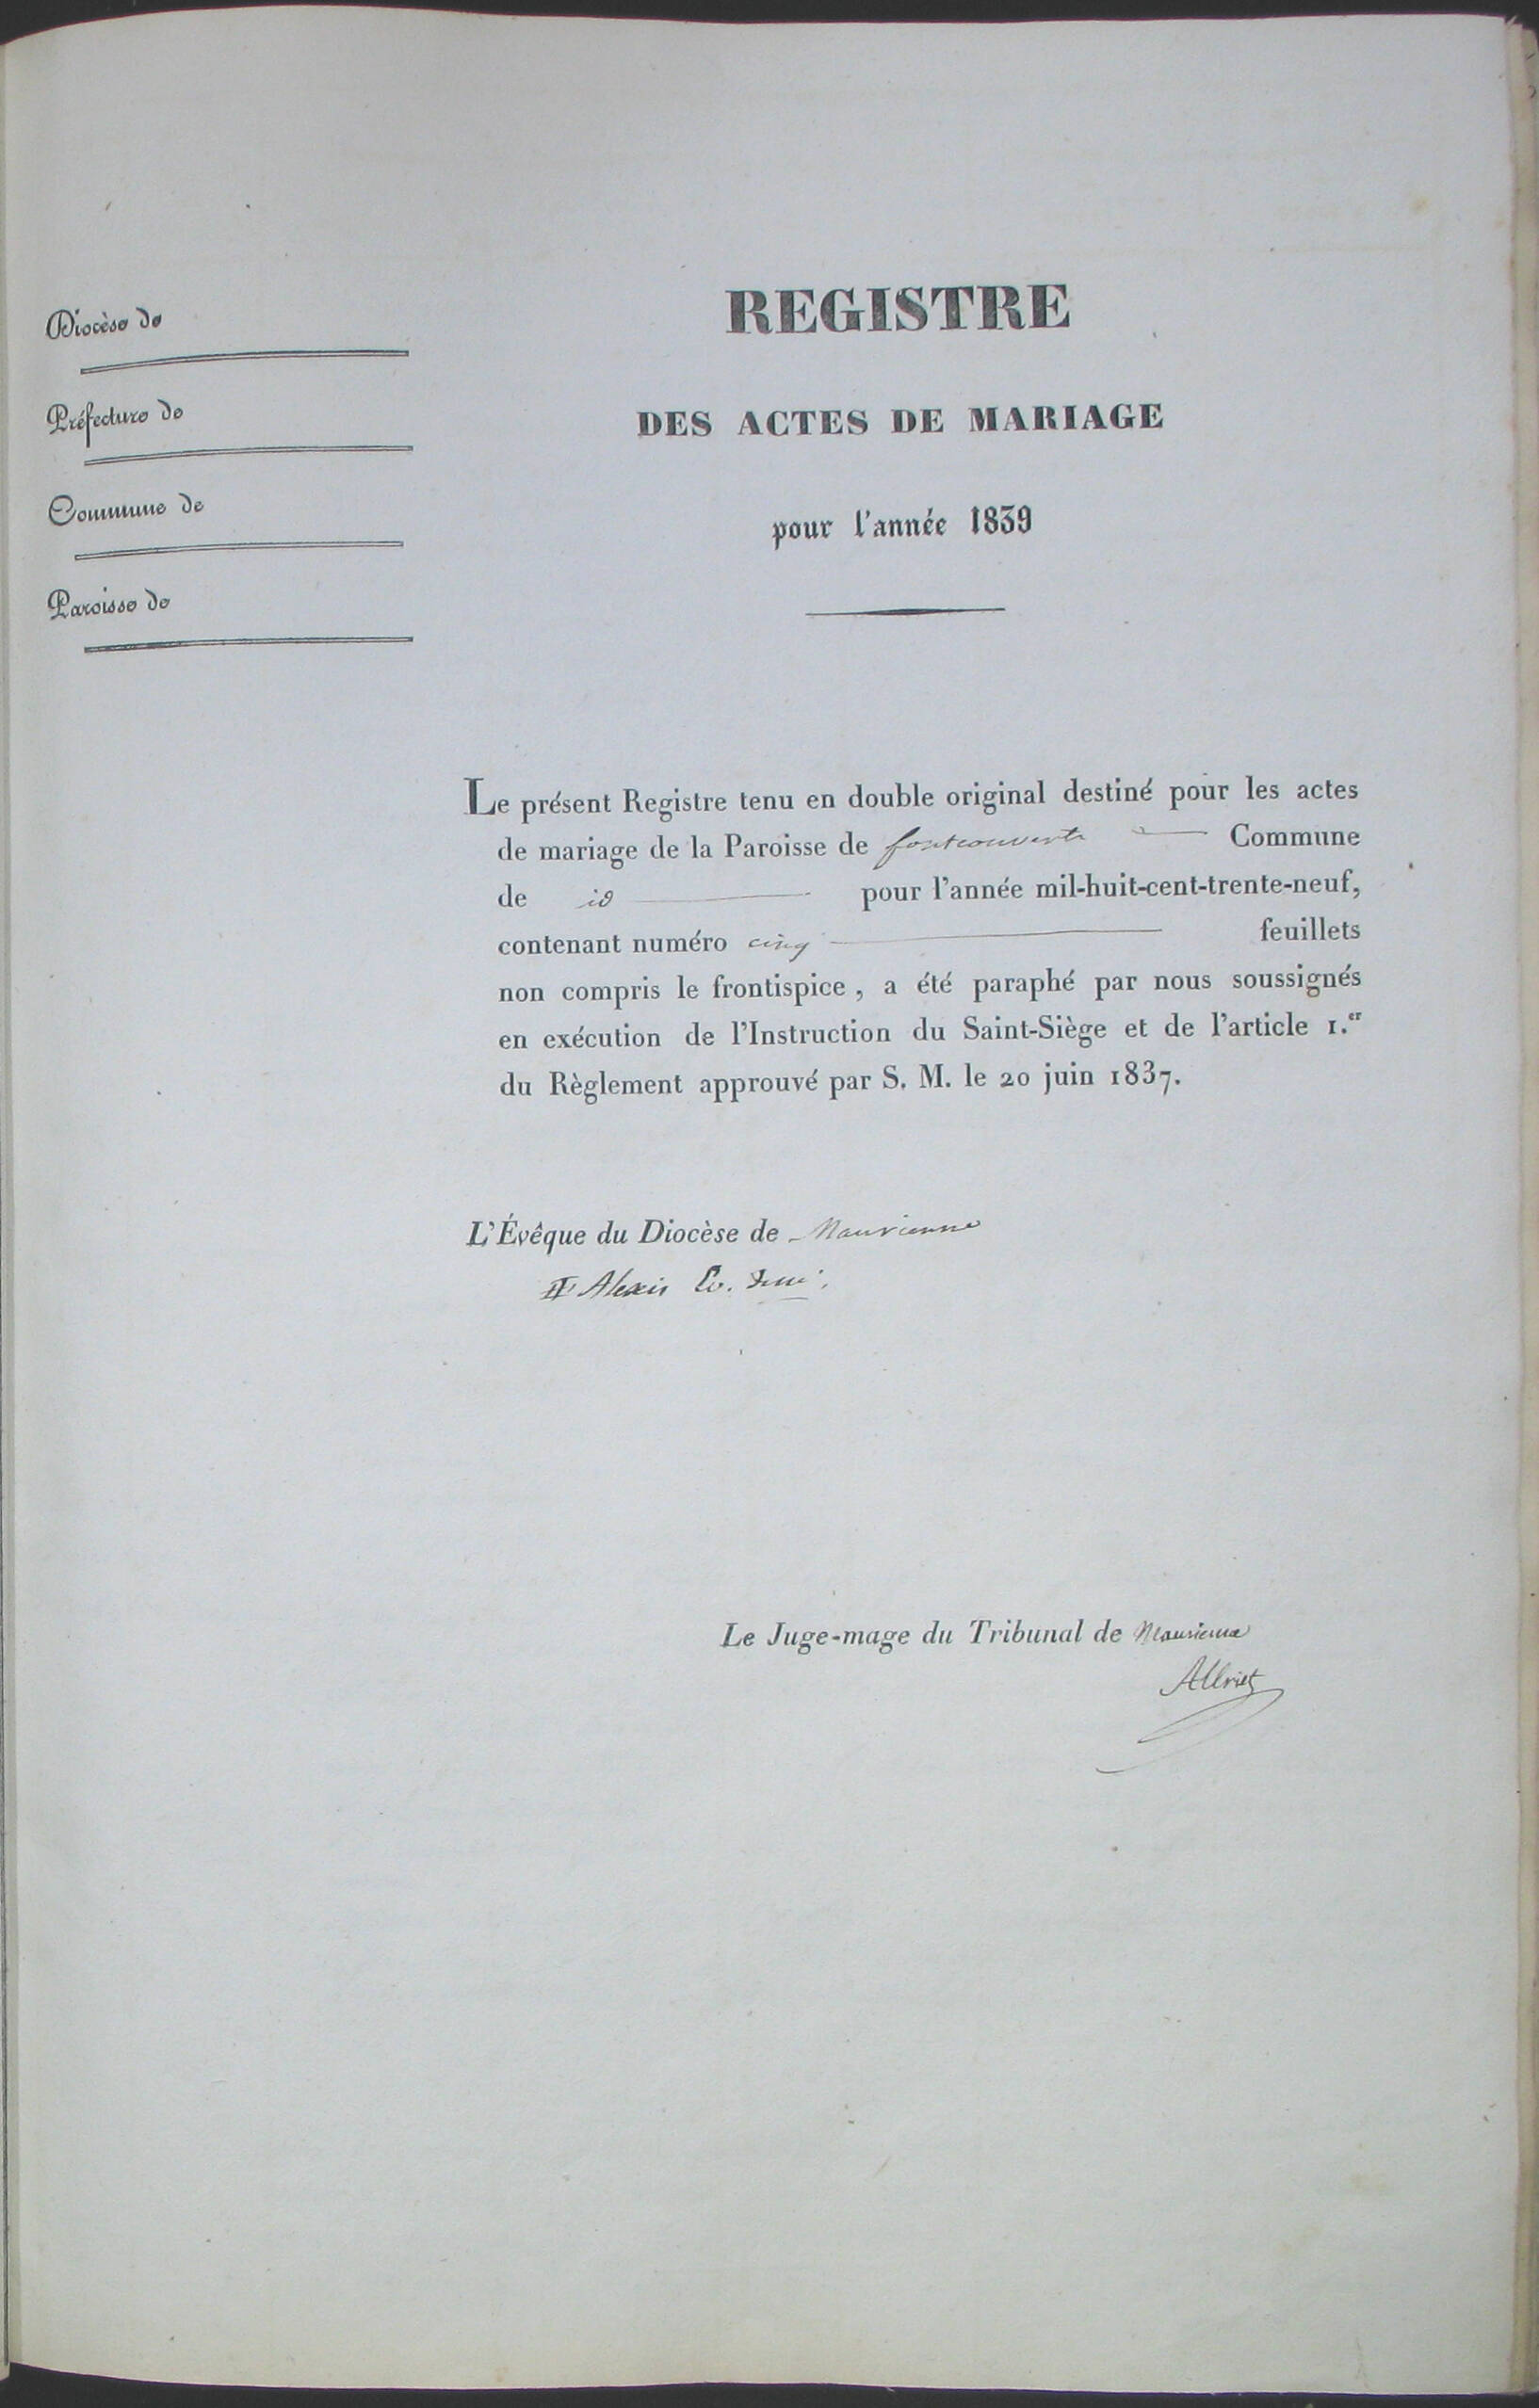 Diocèse de
Préfecture de
Commune de
Paroisse de
REGISTRE
DES ACTES DE MARIAGE
pour l'année 1839
Le présent Registre tenu en double original destiné pour les actes
de mariage de la Paroisse de fontcouverte Commune
de id pour l'année mil-huit-cent-trente-neuf,
contenant numéro cinq feuillets
non compris le frontispice, a été paraphé par nous soussignés
en exécution de l'Instruction du Saint-Siège et de l'article 1.er
du Règlement approuvé par S. M. le 20 juin 1837.
L'Évêque du Diocèse de Maurienne
Alexis Ev.
Le Juge-mage du Tribunal de Maurienne